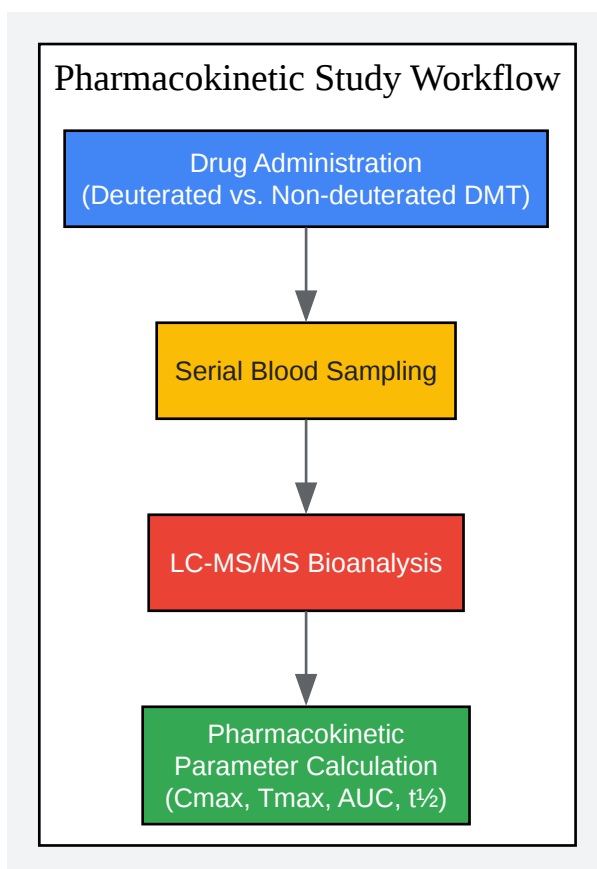 Pharmacokinetic Study Workflow
Drug Administration
(Deuterated vs. Non-deuterated DMT)
Serial Blood Sampling
LC-MS/MS Bioanalysis
Pharmacokinetic
Parameter Calculation
(Cmax, Tmax, AUC, t½)